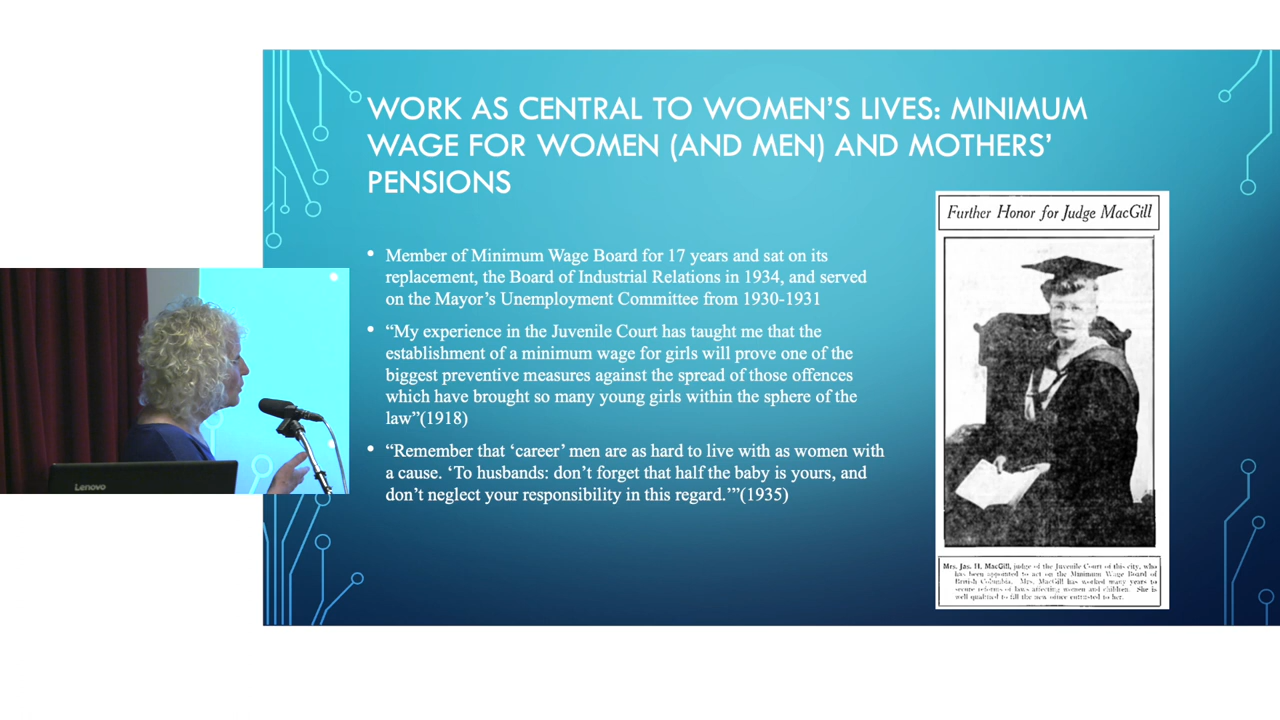 WORK AS CENTRAL TO WOMEN’S LIVES: MINIMUM
WAGE FOR WOMEN (AND MEN) AND MOTHERS’
PENSIONS
• Member of Minimum Wage Board for 17 years and sat on its
replacement, the Board of Industrial Relations in 1934, and served
on the Mayor’s Unemployment Committee from 1930-1931
• “My experience in the Juvenile Court has taught me that the
establishment of a minimum wage for girls will prove one of the
biggest preventive measures against the spread of those offences
which have brought so many young girls within the sphere of the
law”(1918)
• “Remember that ‘career’ men are as hard to live with as women with
a cause. ‘To husbands: don’t forget that half the baby is yours, and
don’t neglect your responsibility in this regard.’”(1935)
Further Honor for Judge MacGill
Mrs. Jas. H. MacGill, judge of the Juvenile Court of this city, who
has been appointed to act on the Minimum Wage Board of
British Columbia. Mrs. MacGill has worked many years to
secure reforms of laws affecting women and children. She is
well qualified to fill the new office entrusted to her.
Lenovo